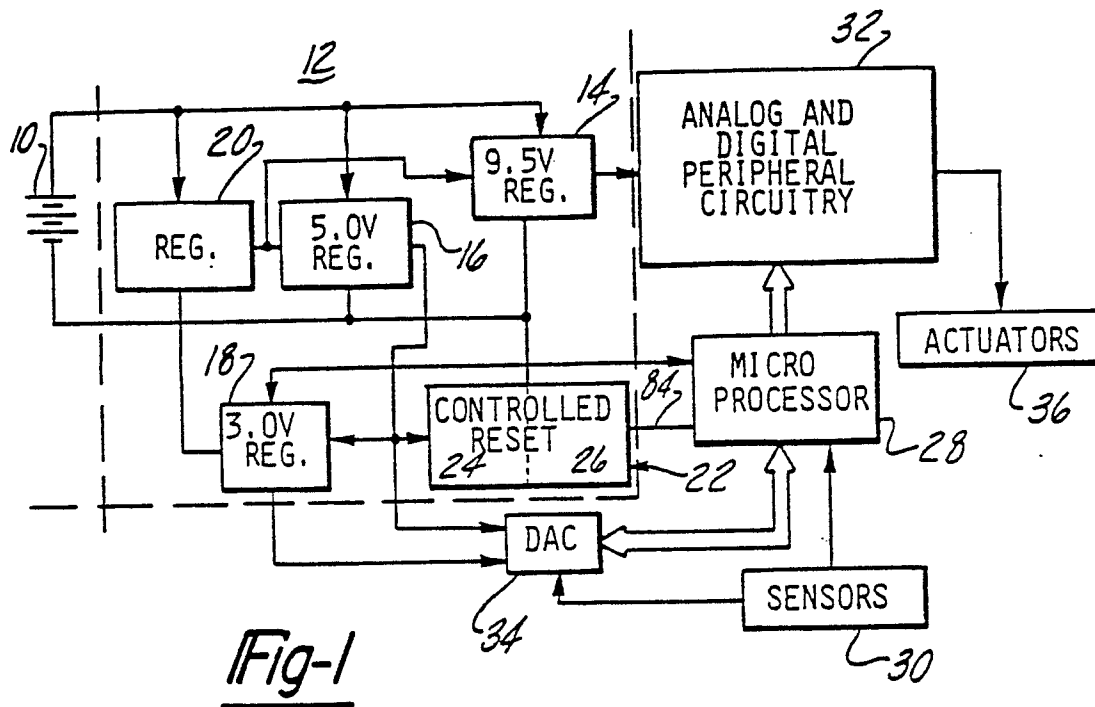 12
32
14
10
20
ANALOG AND
DIGITAL
PERIPHERAL
CIRCUITRY
9.5V
REG.
REG.
5.0V
REG.
16
18
3.0V
REG.
CONTROLLED
RESET
24
26
22
84
MICRO
PROCESSOR
28
ACTUATORS
36
DAC
34
SENSORS
30
Fig-1